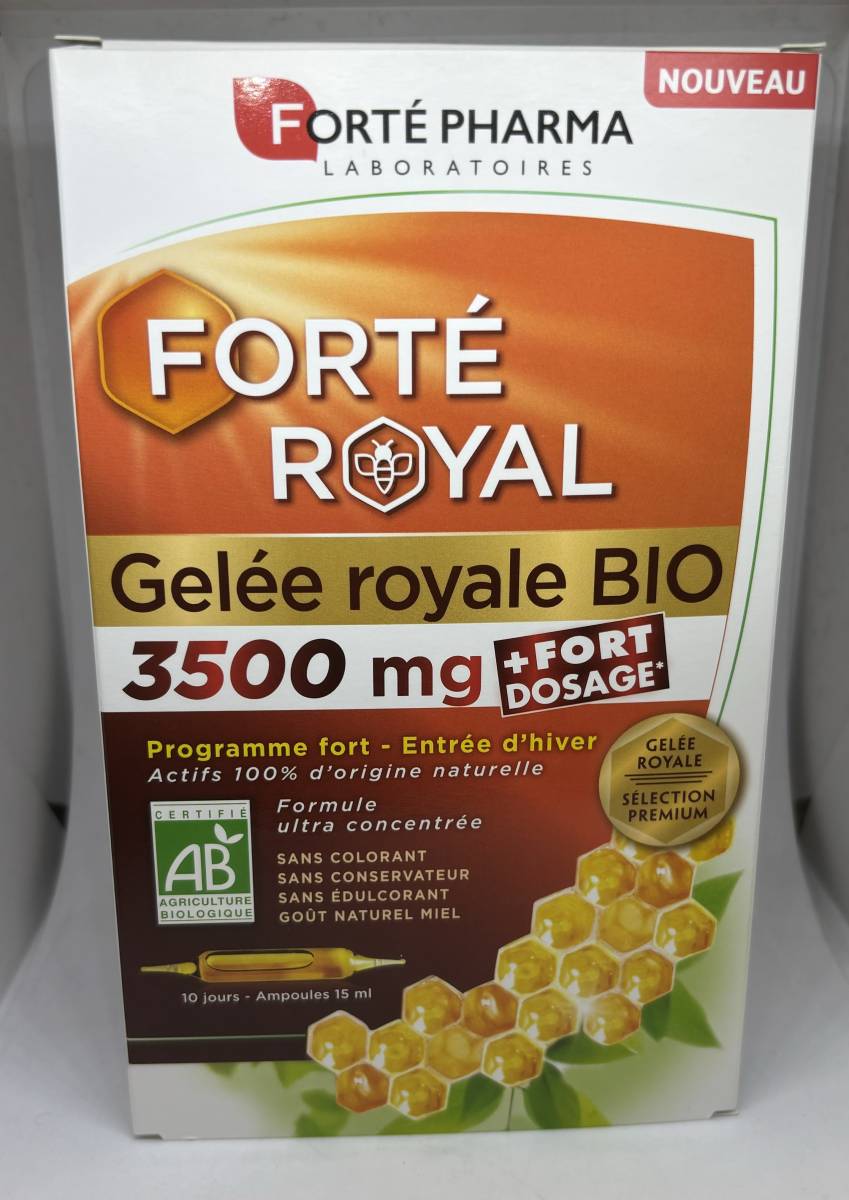 NOUVEAU
FORTÉ PHARMA
LABORATOIRES
FORTÉ
ROYAL
Gelée royale BIO
3500 mg
+FORT
DOSAGE*
Programme fort - Entrée d'hiver
Actifs 100% d'origine naturelle
GELÉE
ROYALE
SÉLECTION
PREMIUM
Formule
ultra concentrée
CERTIFIÉ
AB
AGRICULTURE
BIOLOGIQUE
SANS COLORANT
SANS CONSERVATEUR
SANS ÉDULCORANT
GOÛT NATUREL MIEL
10 jours - Ampoules 15 ml